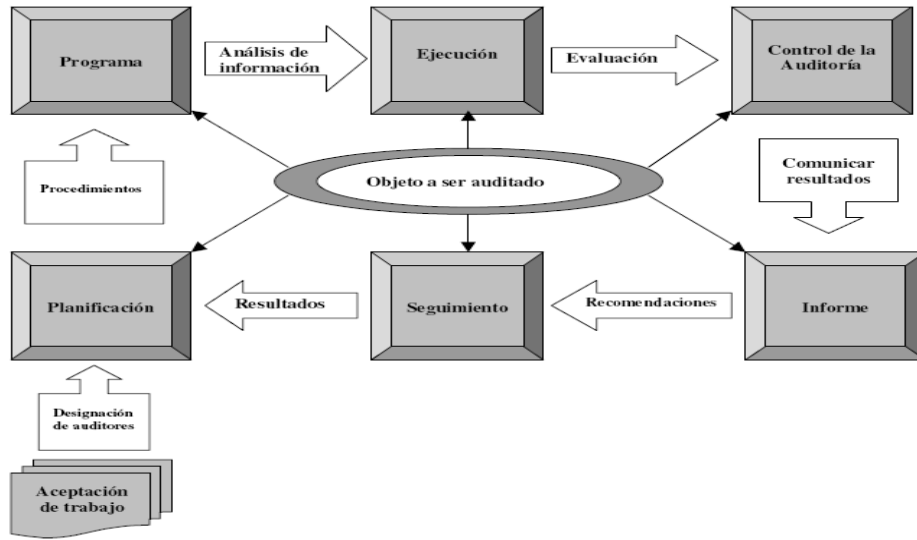 Programa
Análisis de
información
Ejecución
Evaluación
Control de la
Auditoría
Procedimientos
Objeto a ser auditado
Comunicar
resultados
Planificación
Resultados
Seguimiento
Recomendaciones
Informe
Designación
de auditores
Aceptación
de trabajo